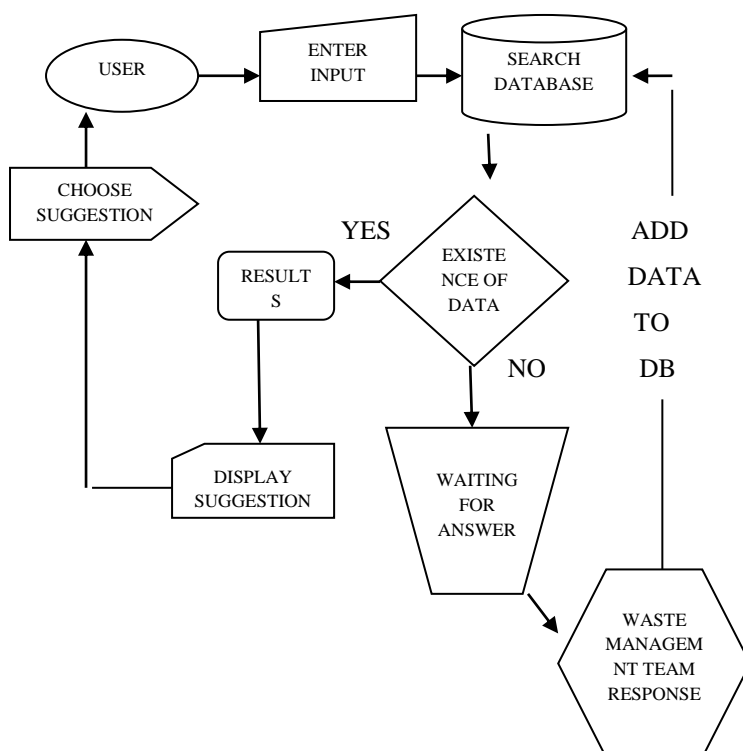 USER
ENTER
INPUT
SEARCH
DATABASE
CHOOSE
SUGGESTION
YES
EXISTE
NCE OF
DATA
ADD
DATA
TO
DB
RESULT
S
NO
DISPLAY
SUGGESTION
WAITING
FOR
ANSWER
WASTE
MANAGEM
NT TEAM
RESPONSE